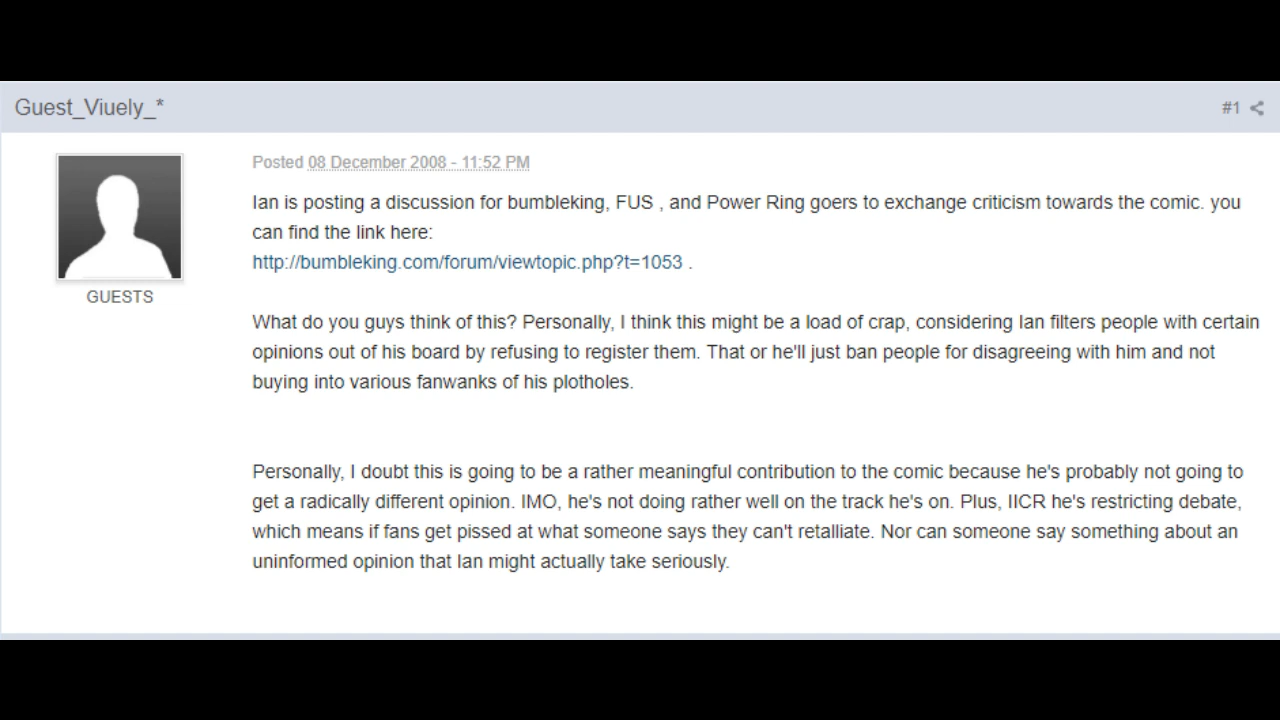 Guest_Viuely_*
#1
Posted 08 December 2008 - 11:52 PM
Ian is posting a discussion for bumbleking, FUS , and Power Ring goers to exchange criticism towards the comic. you
can find the link here:
http://bumbleking.com/forum/viewtopic.php?t=1053 .
GUESTS
What do you guys think of this? Personally, I think this might be a load of crap, considering Ian filters people with certain
opinions out of his board by refusing to register them. That or he'll just ban people for disagreeing with him and not
buying into various fanwanks of his plotholes.
Personally, I doubt this is going to be a rather meaningful contribution to the comic because he's probably not going to
get a radically different opinion. IMO, he's not doing rather well on the track he's on. Plus, IICR he's restricting debate,
which means if fans get pissed at what someone says they can't retalliate. Nor can someone say something about an
uninformed opinion that Ian might actually take seriously.